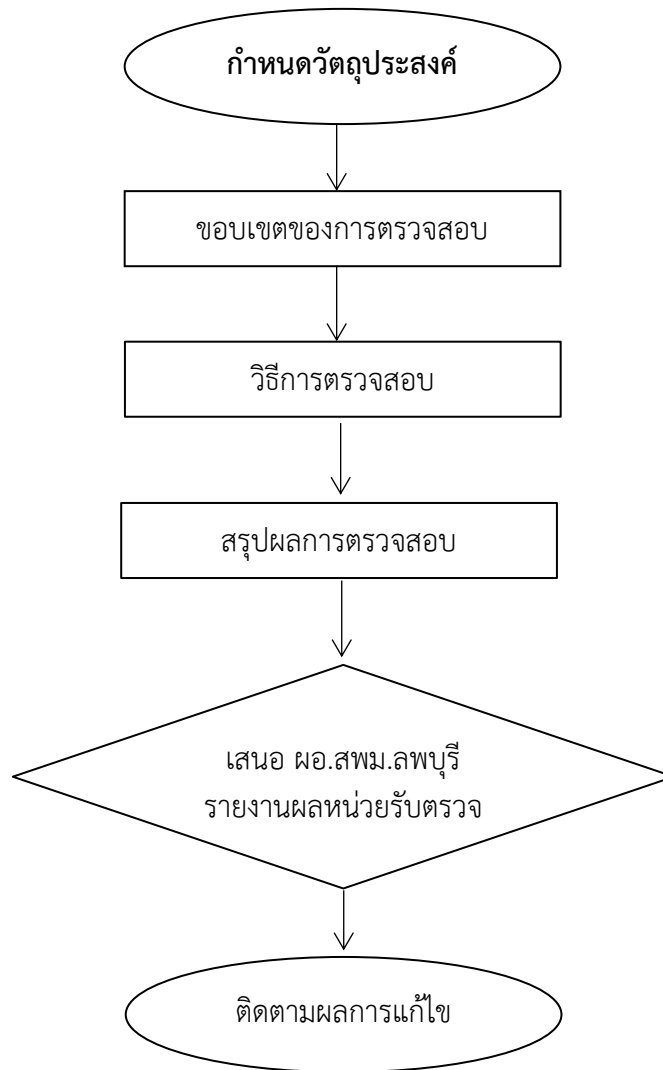 กำหนดวัตถุประสงค์
ขอบเขตของการตรวจสอบ
วิธีการตรวจสอบ
สรุปผลการตรวจสอบ
เสนอ ผอ.สพม.ลพบุรี
รายงานผลหน่วยรับตรวจ
ติดตามผลการแก้ไข